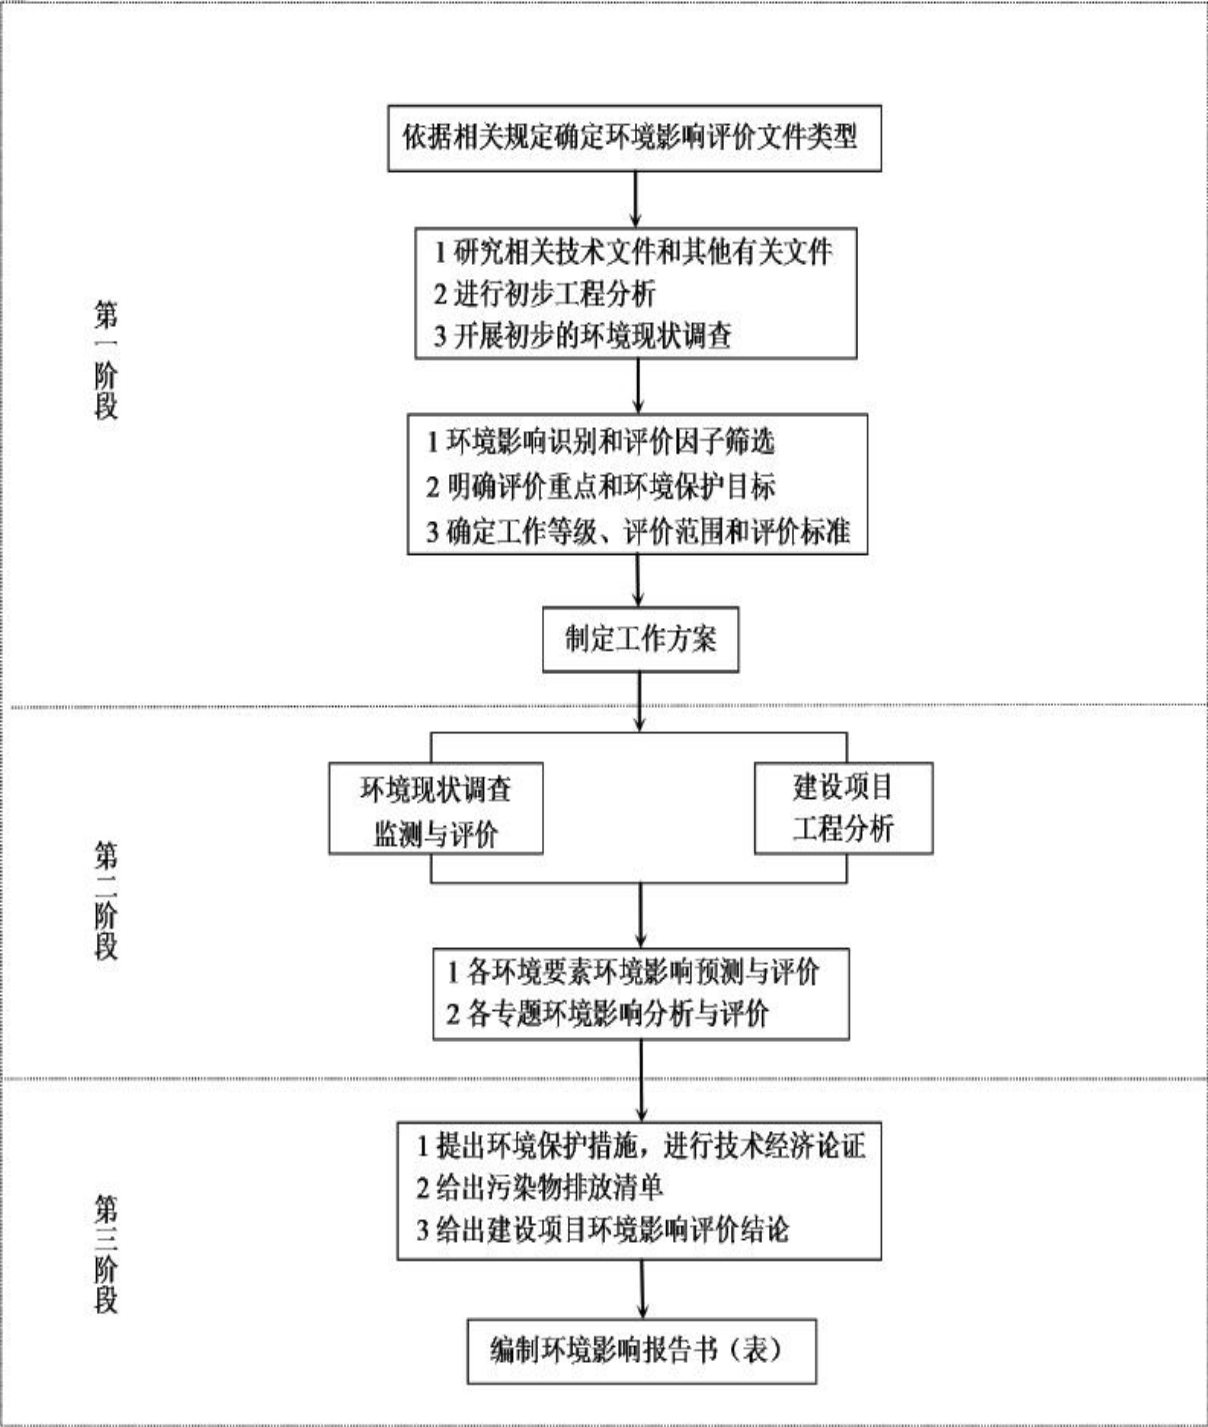 依据相关规定确定环境影响评价文件类型
1 研究相关技术文件和其他有关文件
2 进行初步工程分析
3 开展初步的环境现状调查
第一阶段
1 环境影响识别和评价因子筛选
2 明确评价重点和环境保护目标
3 确定工作等级、评价范围和评价标准
制定工作方案
环境现状调查
监测与评价
建设项目
工程分析
第二阶段
1 各环境要素环境影响预测与评价
2 各专题环境影响分析与评价
1 提出环境保护措施，进行技术经济论证
2 给出污染物排放清单
3 给出建设项目环境影响评价结论
第三阶段
编制环境影响报告书（表）